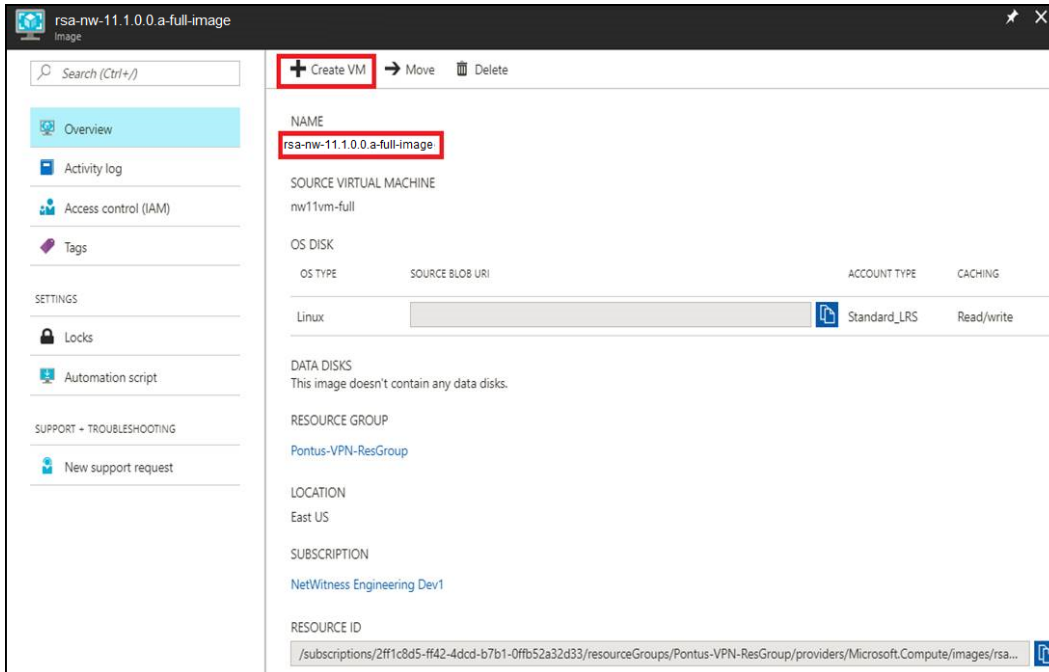 rsa-nw-11.1.0.0.a-full-image
Image
Search (Ctrl+/)
Overview
Activity log
Access control (IAM)
Tags
SETTINGS
Locks
Automation script
SUPPORT + TROUBLESHOOTING
New support request
Create VM Move Delete
NAME
rsa-nw-11.1.0.0.a-full-image
SOURCE VIRTUAL MACHINE
nw11vm-full
OS DISK
OS TYPE SOURCE BLOB URI ACCOUNT TYPE CACHING
Linux Standard_LRS Read/write
DATA DISKS
This image doesn't contain any data disks.
RESOURCE GROUP
Pontus-VPN-ResGroup
LOCATION
East US
SUBSCRIPTION
NetWitness Engineering Dev1
RESOURCE ID
/subscriptions/2ff1c8d5-ff42-4dcd-b7b1-0ffb52a32d33/resourceGroups/Pontus-VPN-ResGroup/providers/Microsoft.Compute/images/rsa...